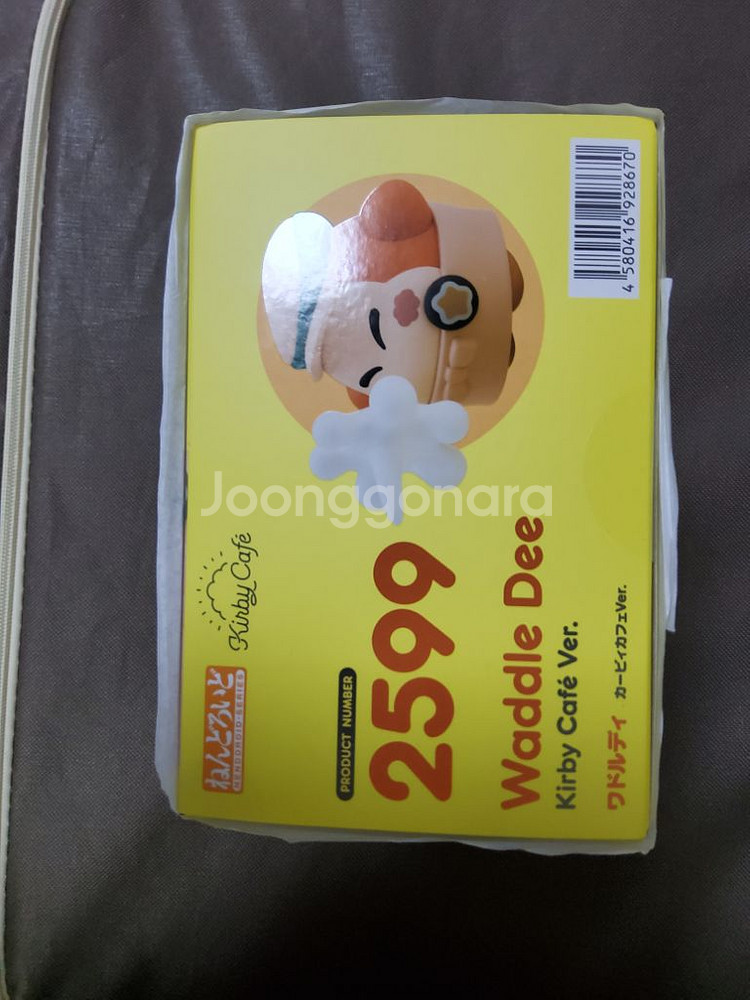 Kirby Café
ねんどろいど
NENDOROID-SERIES
PRODUCT NUMBER
2599
Waddle Dee
Kirby Café Ver.
ワドルディ カービィカフェVer.
4 580416 928670
Joonggonara